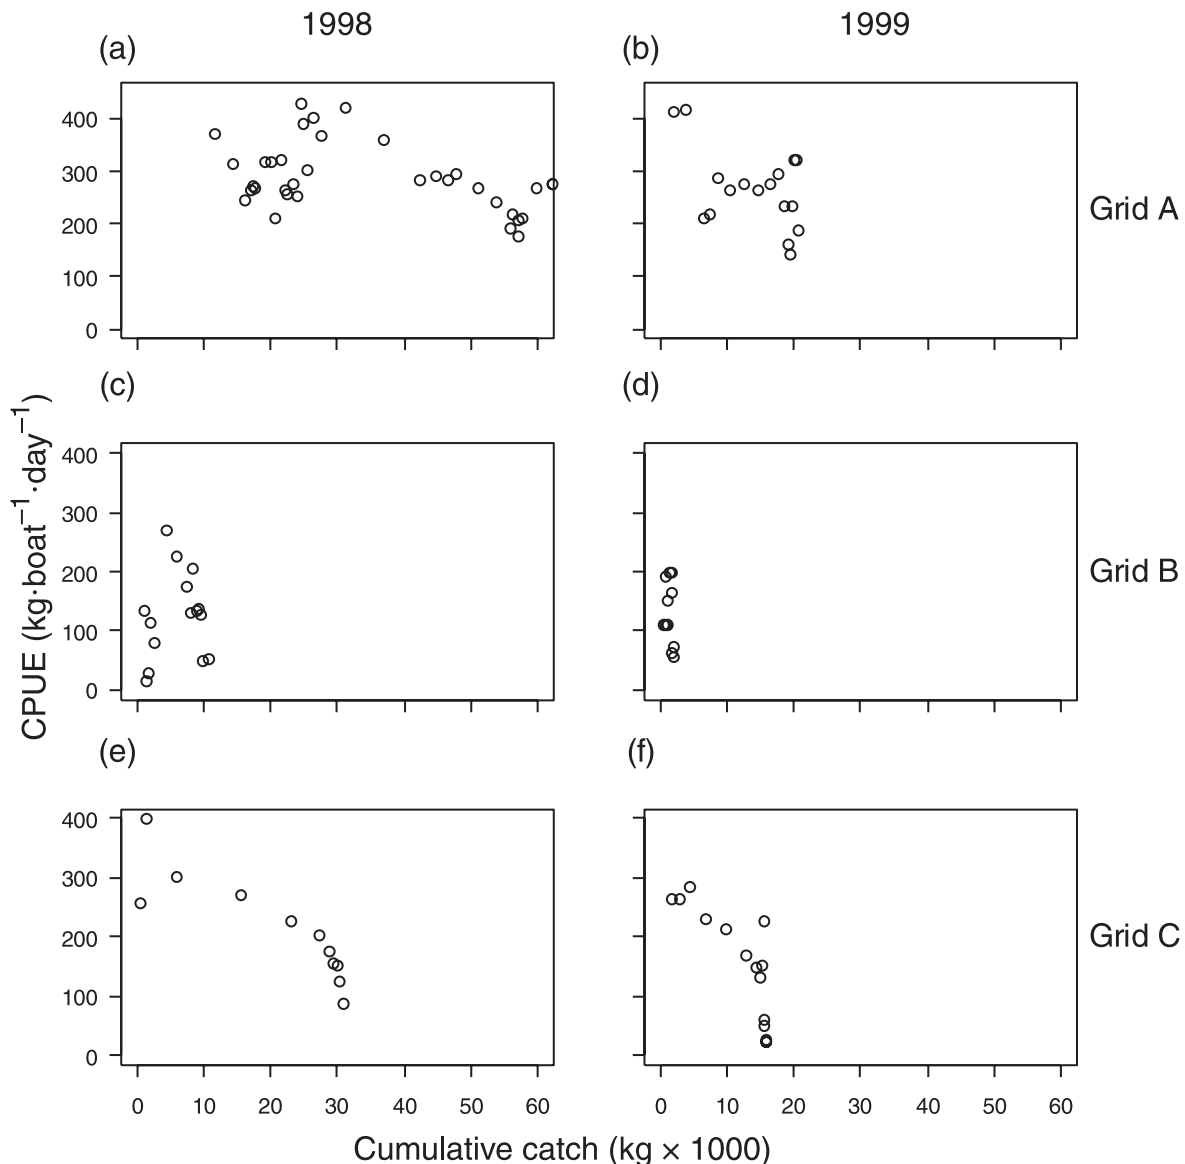 1998
1999
(a)
(b)
400
300
200
100
0
Grid A
(c)
(d)
400
300
200
100
0
Grid B
(e)
(f)
400
300
200
100
0
Grid C
0 10 20 30 40 50 60
0 10 20 30 40 50 60
CPUE (kg·boat⁻¹·day⁻¹)
Cumulative catch (kg × 1000)